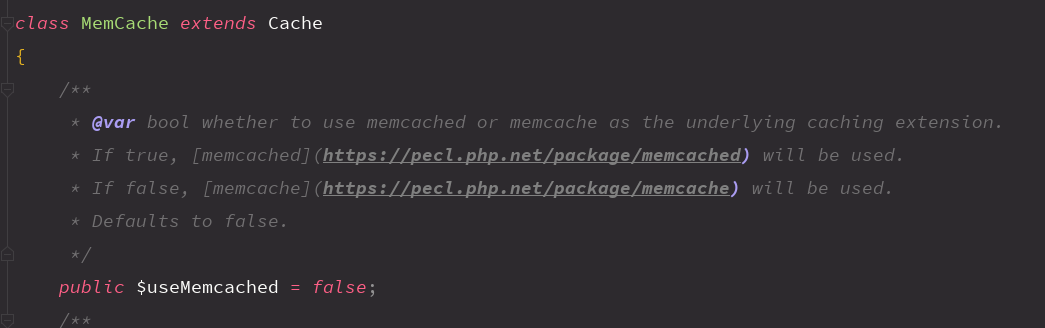 class MemCache extends Cache
{
    /**
     * @var bool whether to use memcached or memcache as the underlying caching extension.
     * If true, [memcached](https://pecl.php.net/package/memcached) will be used.
     * If false, [memcache](https://pecl.php.net/package/memcache) will be used.
     * Defaults to false.
     */
    public $useMemcached = false;
    /**